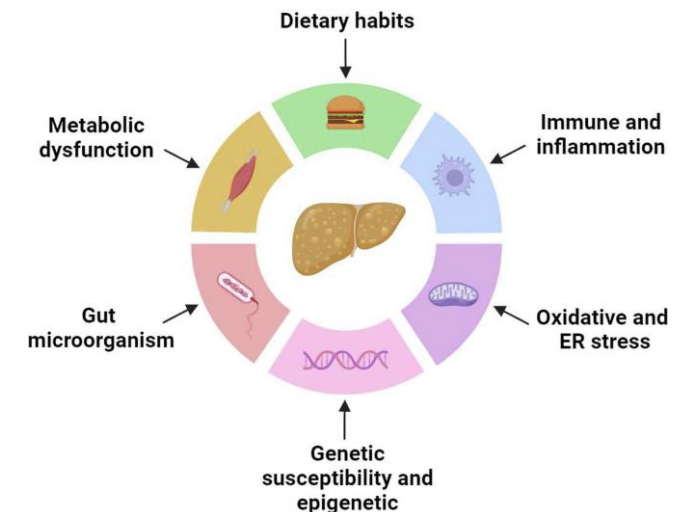 Dietary habits
Immune and
inflammation
Oxidative and
ER stress
Genetic
susceptibility and
epigenetic
Gut
microorganism
Metabolic
dysfunction